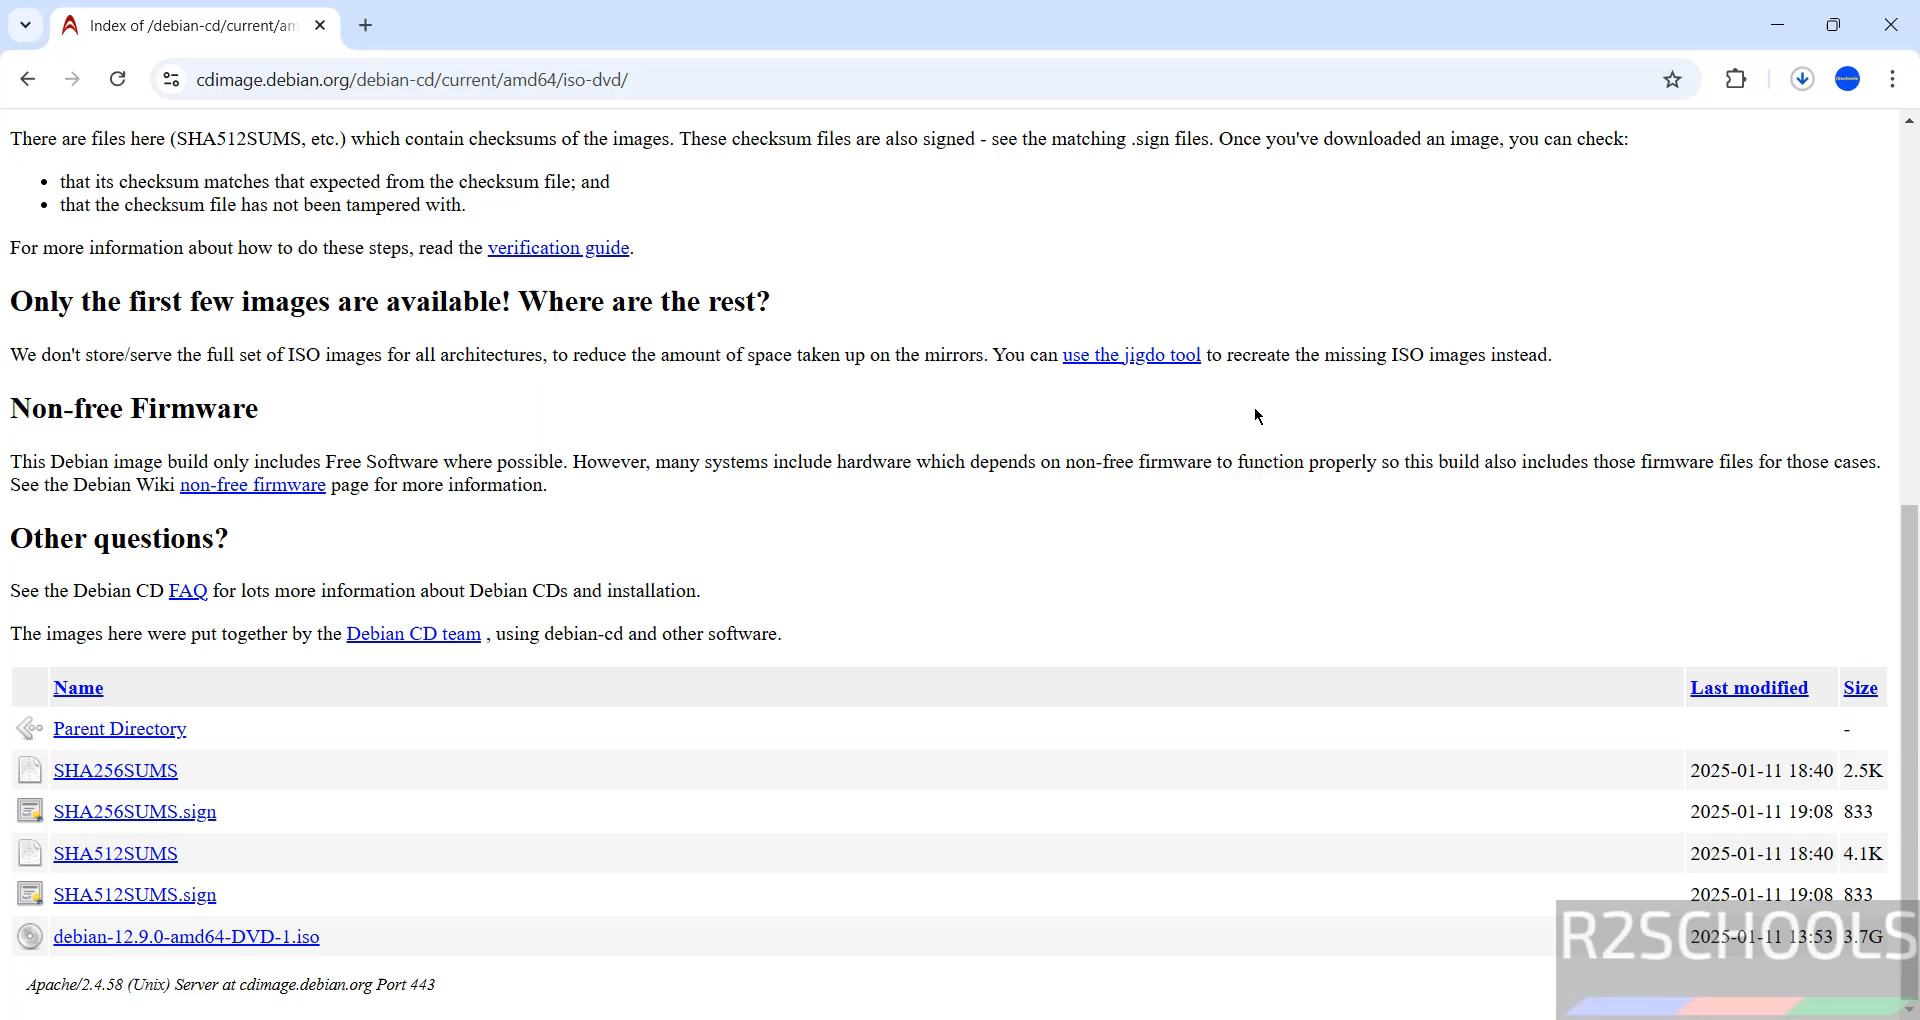 Index of /debian-cd/current/am
cdimage.debian.org/debian-cd/current/amd64/iso-dvd/
There are files here (SHA512SUMS, etc.) which contain checksums of the images. These checksum files are also signed - see the matching .sign files. Once you've downloaded an image, you can check:
• that its checksum matches that expected from the checksum file; and
• that the checksum file has not been tampered with.
For more information about how to do these steps, read the verification guide.
Only the first few images are available! Where are the rest?
We don't store/serve the full set of ISO images for all architectures, to reduce the amount of space taken up on the mirrors. You can use the jigdo tool to recreate the missing ISO images instead.
Non-free Firmware
This Debian image build only includes Free Software where possible. However, many systems include hardware which depends on non-free firmware to function properly so this build also includes those firmware files for those cases.
See the Debian Wiki non-free firmware page for more information.
Other questions?
See the Debian CD FAQ for lots more information about Debian CDs and installation.
The images here were put together by the Debian CD team , using debian-cd and other software.
Name Last modified Size
Parent Directory -
SHA256SUMS 2025-01-11 18:40 2.5K
SHA256SUMS.sign 2025-01-11 19:08 833
SHA512SUMS 2025-01-11 18:40 4.1K
SHA512SUMS.sign 2025-01-11 19:08 833
debian-12.9.0-amd64-DVD-1.iso 2025-01-11 13:53 3.7G
R2SCHOOLS
Apache/2.4.58 (Unix) Server at cdimage.debian.org Port 443